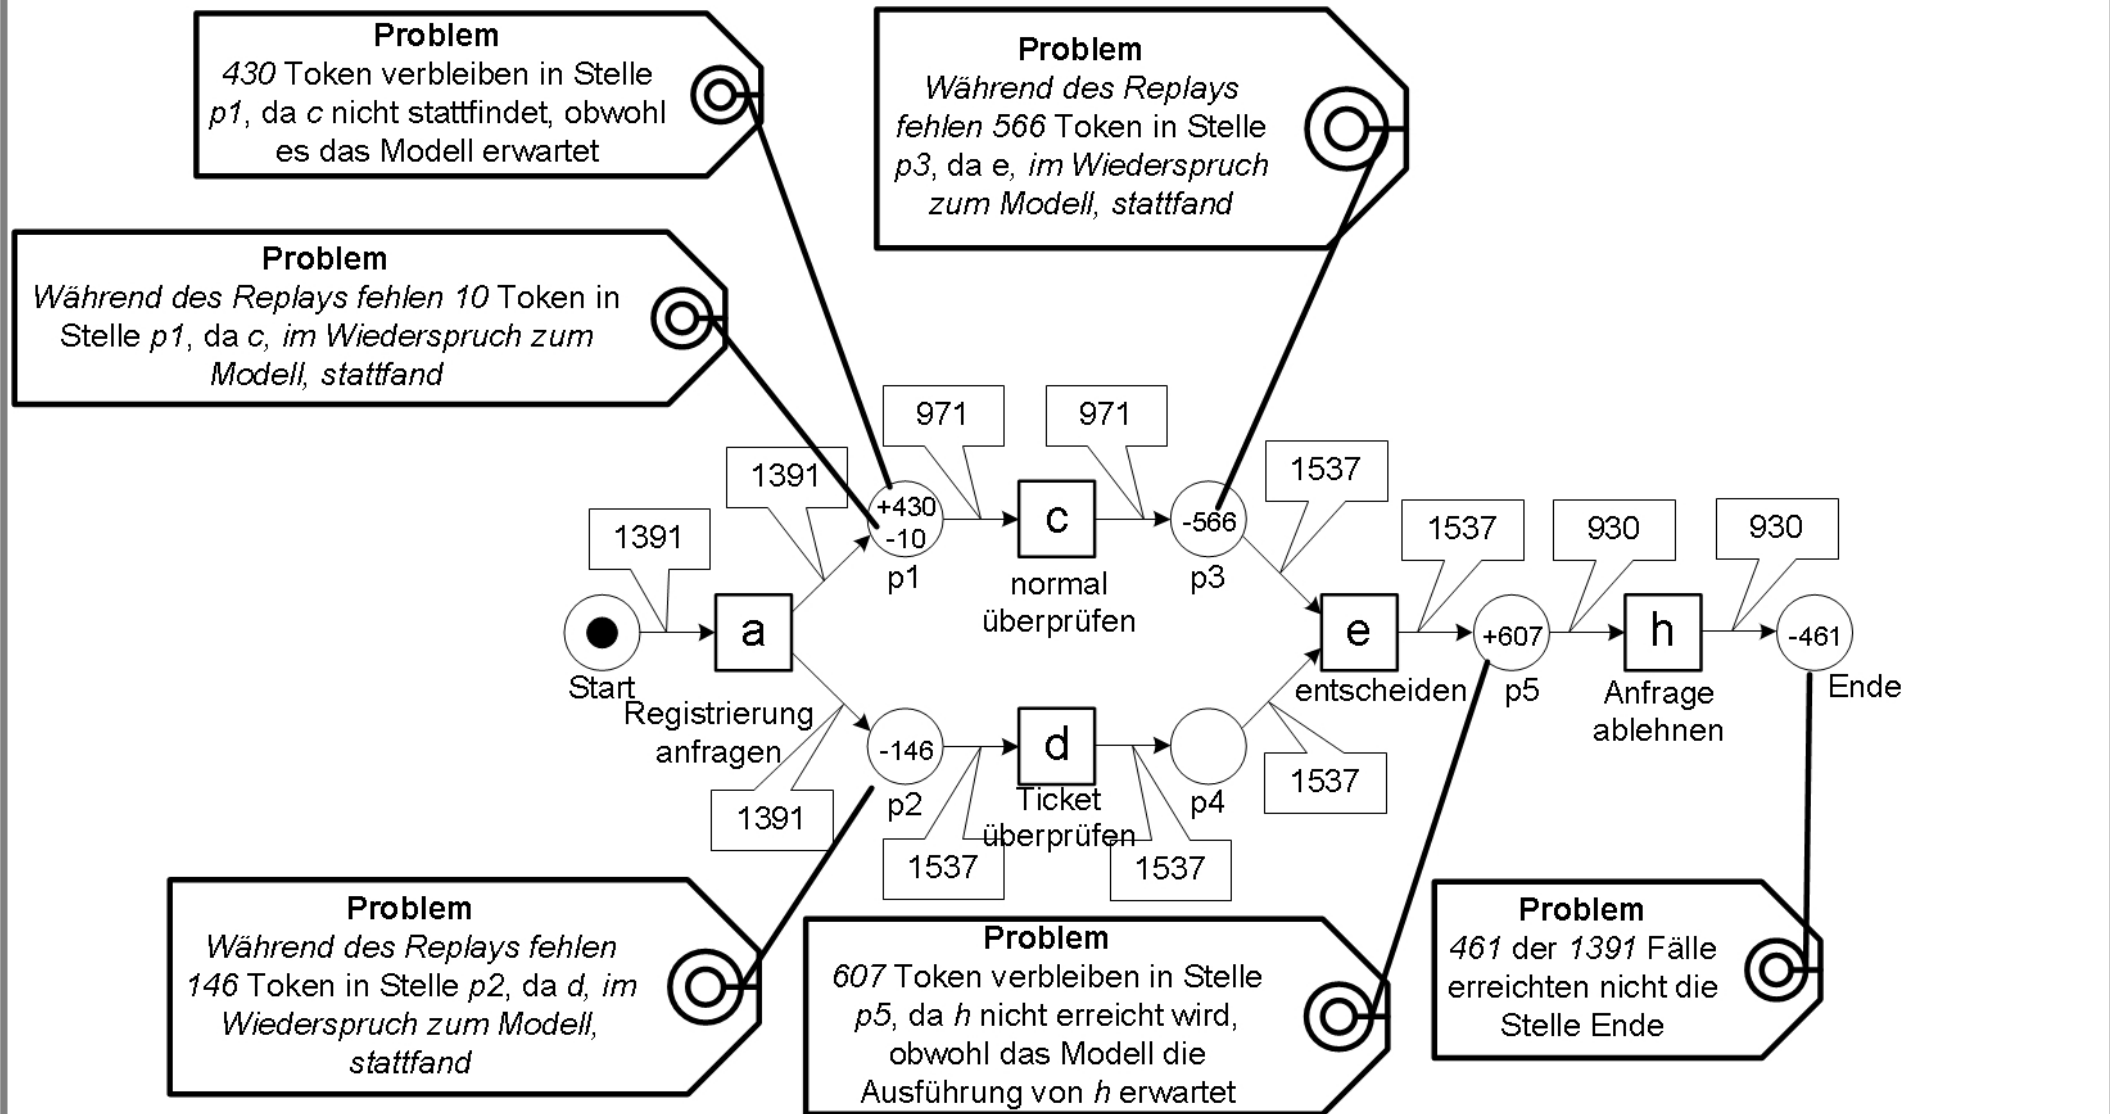 Problem
430 Token verbleiben in Stelle
p1, da c nicht stattfindet, obwohl
es das Modell erwartet
Problem
Während des Replays
fehlen 566 Token in Stelle
p3, da e, im Wiederspruch
zum Modell, stattfand
Problem
Während des Replays fehlen 10 Token in
Stelle p1, da c, im Wiederspruch zum
Modell, stattfand
971
971
1391
1537
1391
1537
930
930
+430
-10
p1
c
normal
überprüfen
-566
p3
Start
a
Registrierung
anfragen
e
entscheiden
+607
p5
h
Anfrage
ablehnen
-461
Ende
-146
p2
d
Ticket
überprüfen
p4
1391
1537
1537
1537
Problem
Während des Replays fehlen
146 Token in Stelle p2, da d, im
Wiederspruch zum Modell,
stattfand
Problem
607 Token verbleiben in Stelle
p5, da h nicht erreicht wird,
obwohl das Modell die
Ausführung von h erwartet
Problem
461 der 1391 Fälle
erreichten nicht die
Stelle Ende